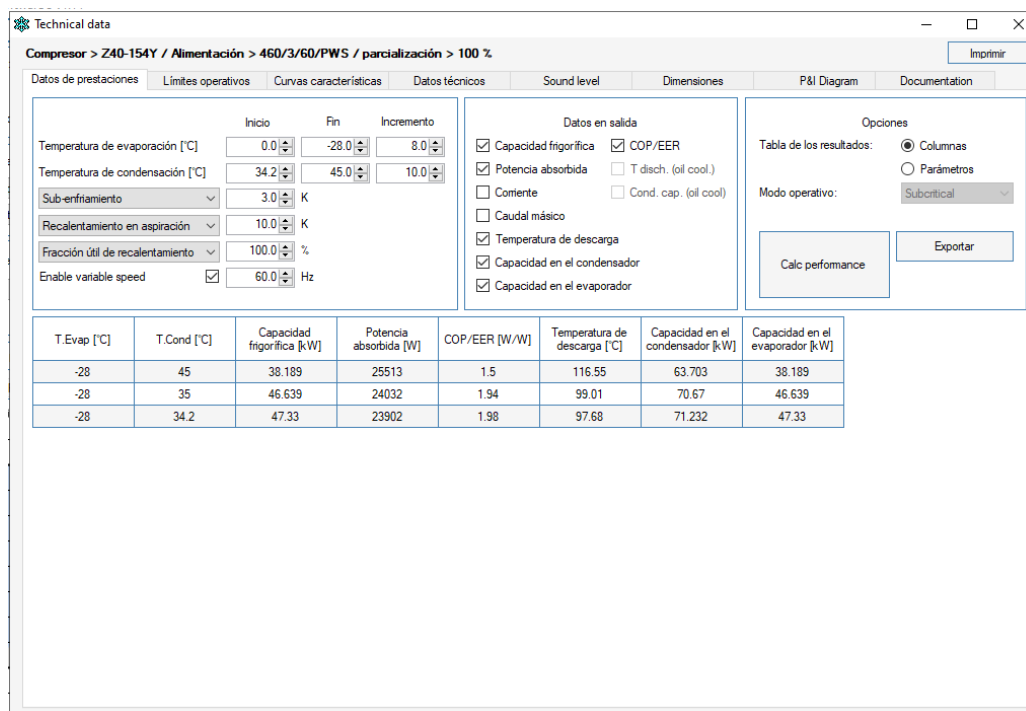 Technical data
Compresor > Z40-154Y / Alimentación > 460/3/60/PWS / parcialización > 100 %
Imprimir
Datos de prestaciones Límites operativos Curvas características Datos técnicos Sound level Dimensiones P&I Diagram Documentation
Inicio Fin Incremento
Temperatura de evaporación [°C] 0.0 -28.0 8.0
Temperatura de condensación [°C] 34.2 45.0 10.0
Sub-enfriamiento 3.0 K
Recalentamiento en aspiración 10.0 K
Fracción útil de recalentamiento 100.0 %
Enable variable speed 60.0 Hz
Datos en salida
Capacidad frigorífica COP/EER
Potencia absorbida T disch. (oil cool.)
Corriente Cond. cap. (oil cool)
Caudal másico
Temperatura de descarga
Capacidad en el condensador
Capacidad en el evaporador
Opciones
Tabla de los resultados: Columnas
Parámetros
Modo operativo: Subcritical
Calc performance
Exportar
T.Evap [°C] T.Cond [°C] Capacidad frigorífica [kW] Potencia absorbida [W] COP/EER [W/W] Temperatura de descarga [°C] Capacidad en el condensador [kW] Capacidad en el evaporador [kW]
-28 45 38.189 25513 1.5 116.55 63.703 38.189
-28 35 46.639 24032 1.94 99.01 70.67 46.639
-28 34.2 47.33 23902 1.98 97.68 71.232 47.33